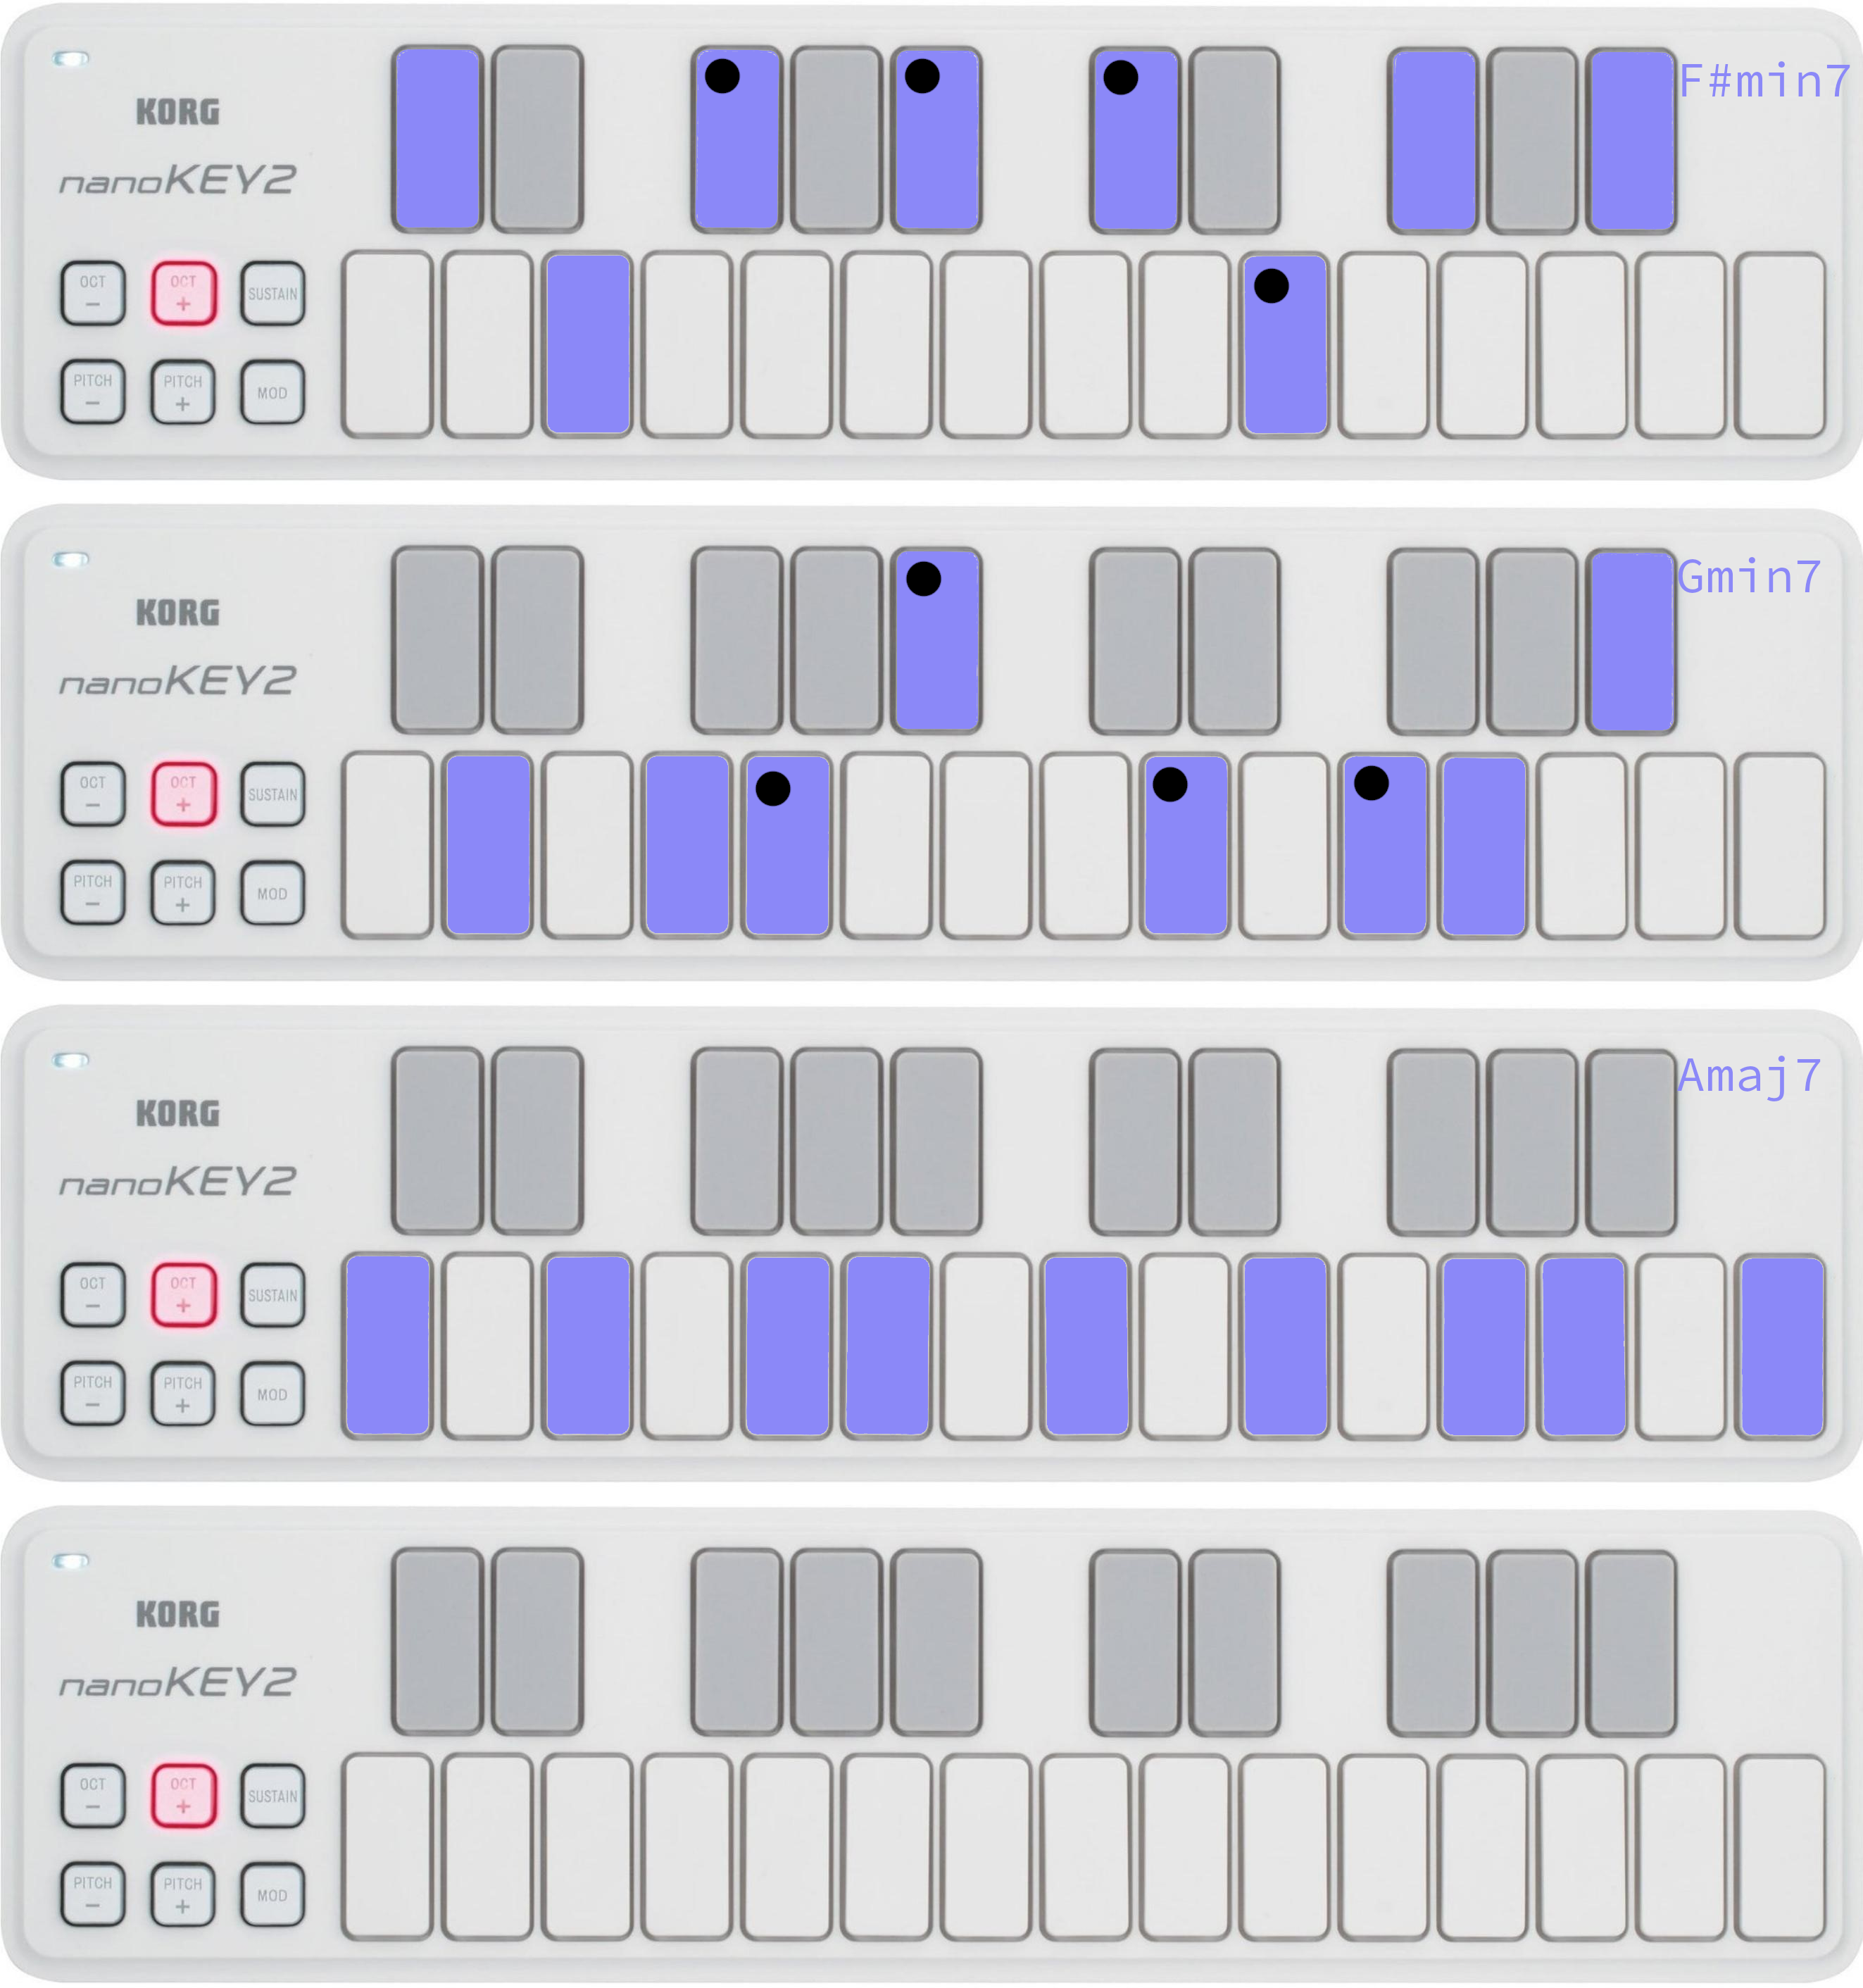 F#min7
KORG
nanoKEY2
OCT OCT SUSTAIN
− +
PITCH PITCH MOD
− +
Gmin7
KORG
nanoKEY2
OCT OCT SUSTAIN
− +
PITCH PITCH MOD
− +
Amaj7
KORG
nanoKEY2
OCT OCT SUSTAIN
− +
PITCH PITCH MOD
− +
KORG
nanoKEY2
OCT OCT SUSTAIN
− +
PITCH PITCH MOD
− +